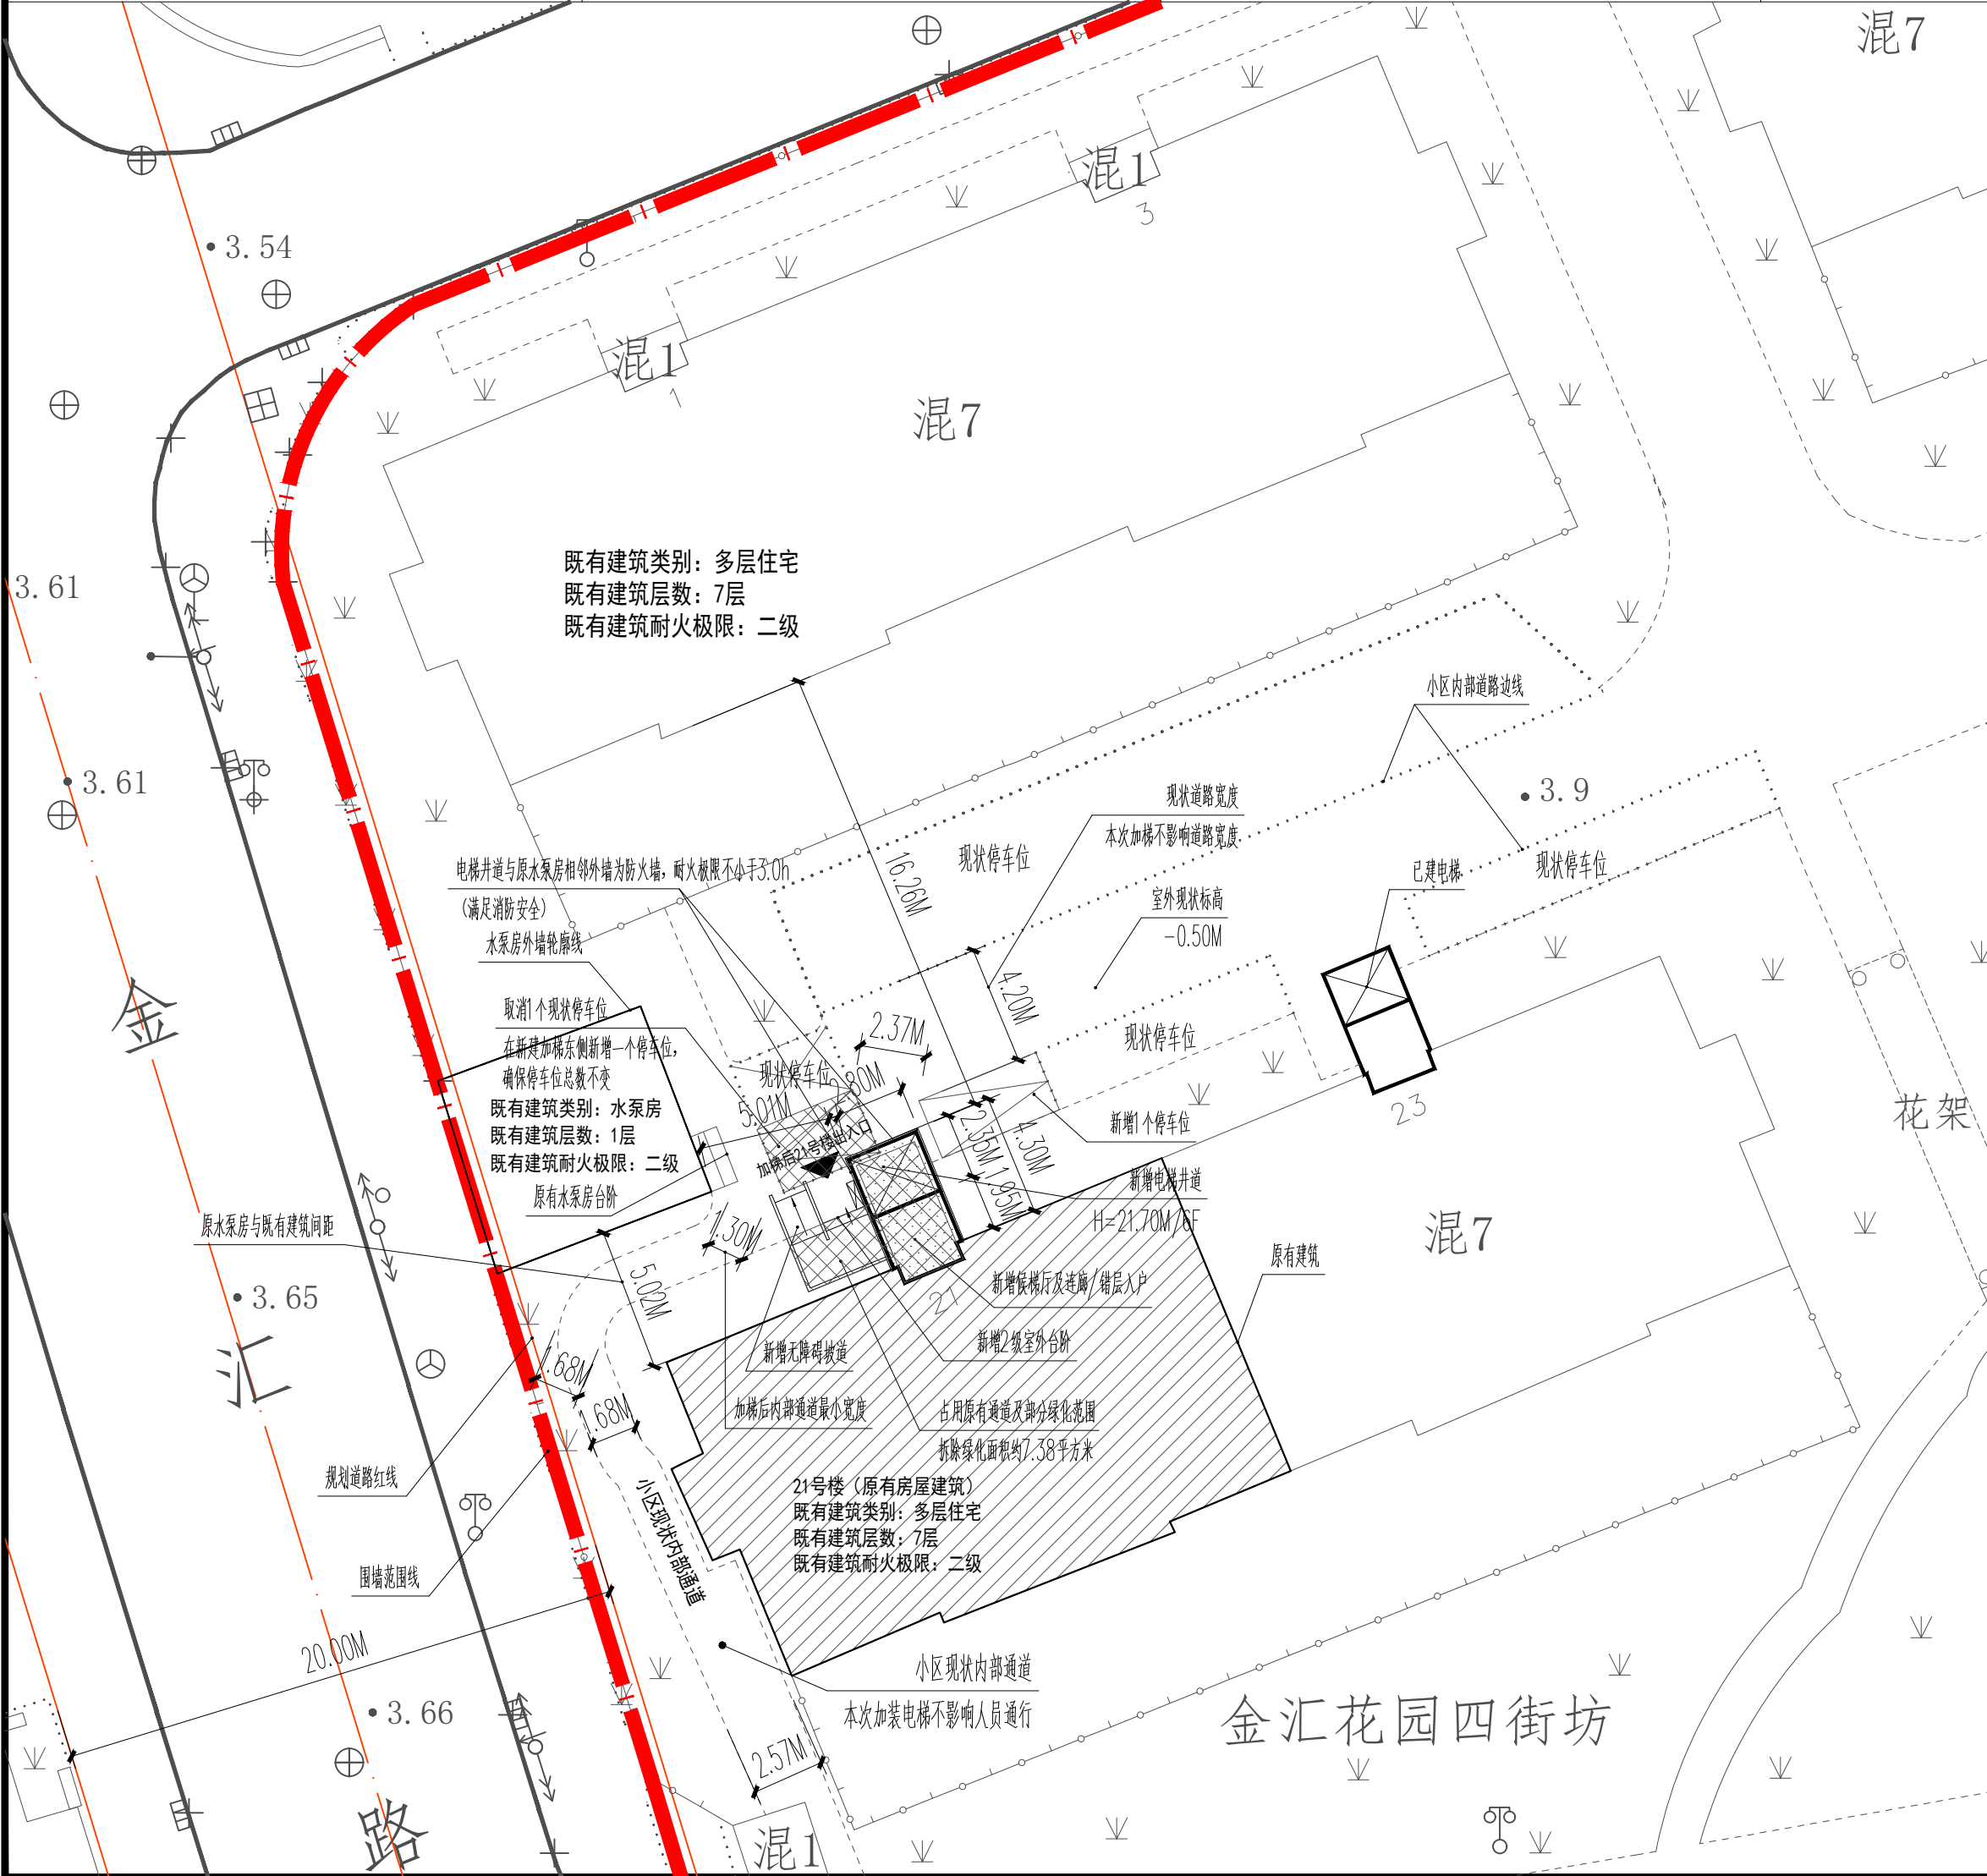 混7
混1
3
3.54
混1
1
混7
既有建筑类别：多层住宅
既有建筑层数：7层
既有建筑耐火极限：二级
3.61
3.61
小区内部道路边线
3.9
现状道路宽度
本次加梯不影响道路宽度
现状停车位
现状停车位
16.26M
已建电梯
电梯井道与原水泵房相邻外墙为防火墙，耐火极限不小于3.0h
（满足消防安全）
水泵房外墙轮廓线
室外现状标高
-0.50M
4.20M
取消1个现状停车位
在新建加梯东侧新增一个停车位，
确保停车位总数不变
既有建筑类别：水泵房
既有建筑层数：1层
既有建筑耐火极限：二级
2.37M
现状停车位
现状停车位
2.80M
5.01M
加梯后21号楼出入口
新增1个停车位
23
花架
2.35M
4.30M
1.95M
原有水泵房台阶
新增电梯井道
H=21.70M/6F
原水泵房与既有建筑间距
1.30M
5.02M
混7
原有建筑
新增候梯厅及连廊/错层入户
21
3.65
新增无障碍坡道
新增2级室外台阶
1.68M
1.68M
加梯后内部通道最小宽度
占用原有通道及部分绿化范围
拆除绿化面积约7.38平方米
规划道路红线
21号楼（原有房屋建筑）
既有建筑类别：多层住宅
既有建筑层数：7层
既有建筑耐火极限：二级
小区现状内部通道
围墙范围线
20.00M
小区现状内部通道
本次加装电梯不影响人员通行
3.66
2.57M
金汇花园四街坊
混1
金
汇
路